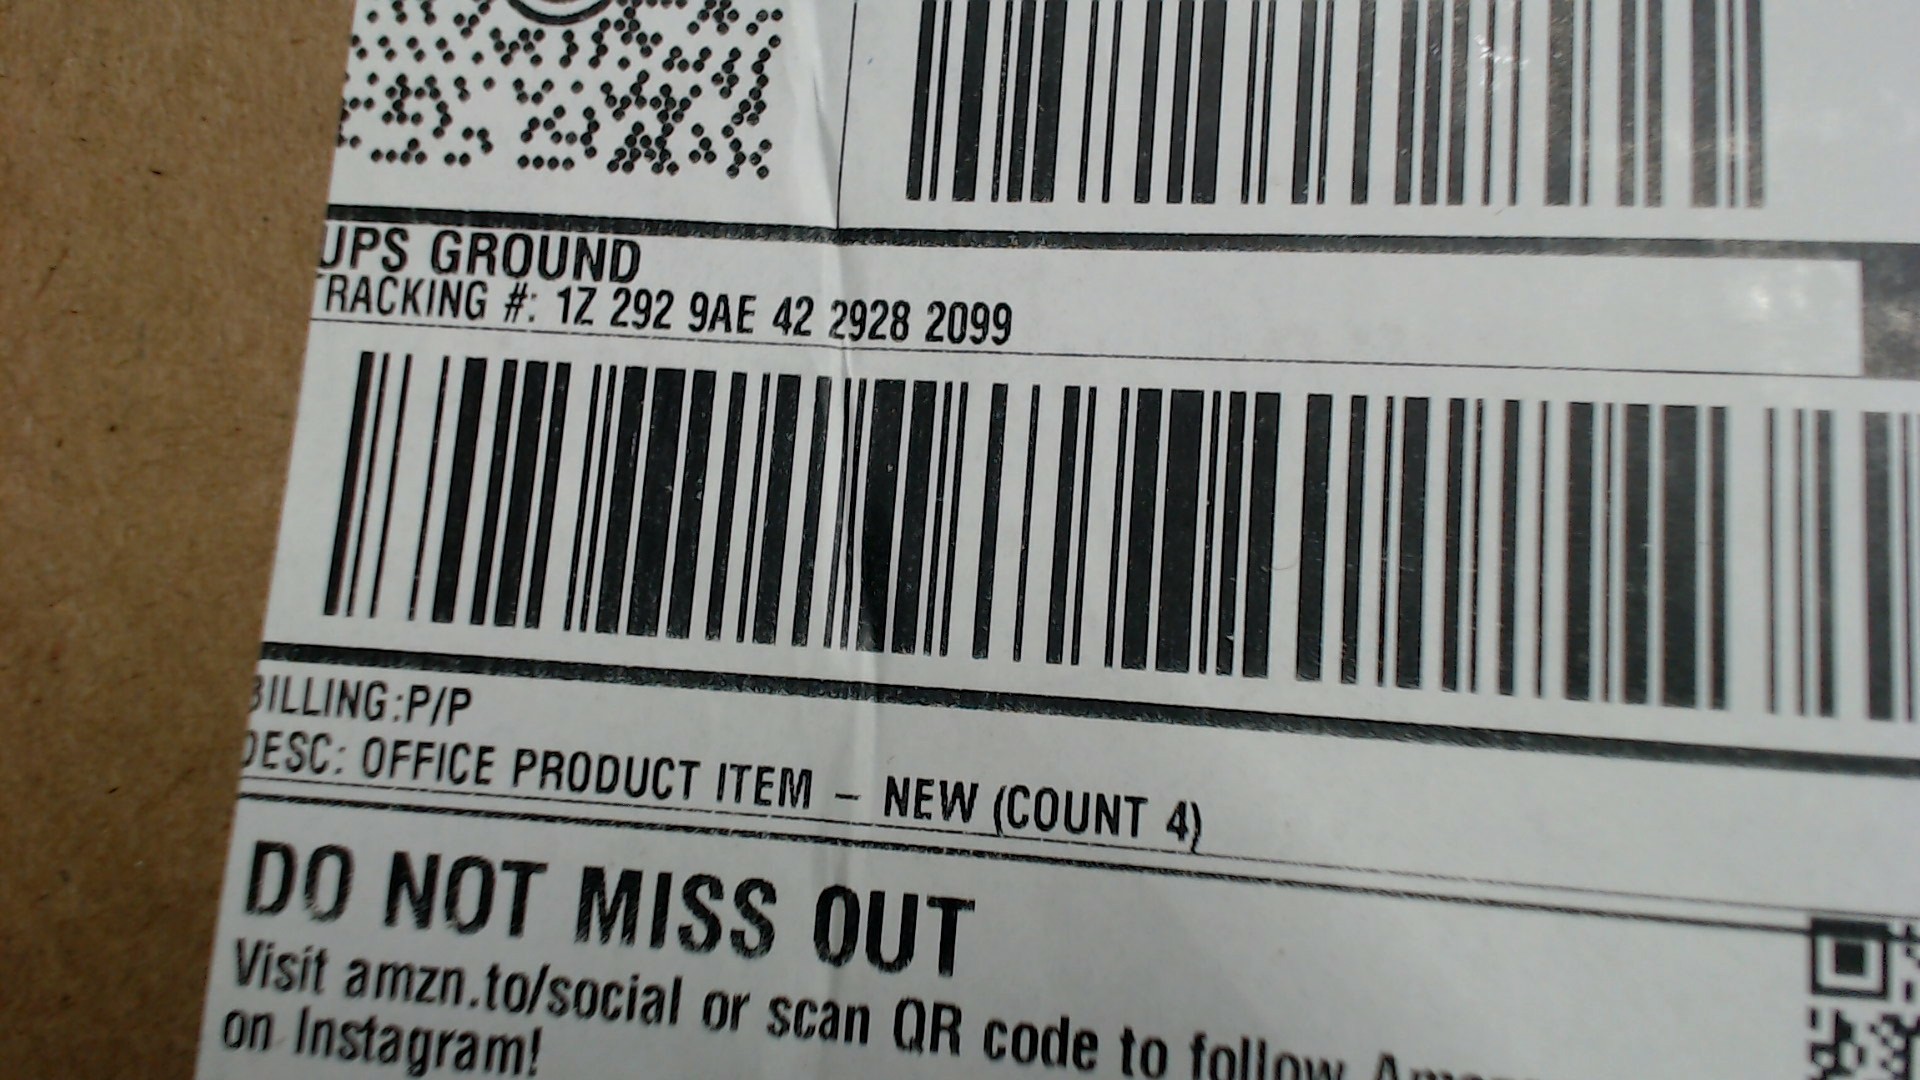 UPS GROUND
TRACKING #: 1Z 292 9AE 42 2928 2099
BILLING:P/P
DESC: OFFICE PRODUCT ITEM – NEW (COUNT 4)
DO NOT MISS OUT
Visit amzn.to/social or scan QR code to follow
on Instagram!